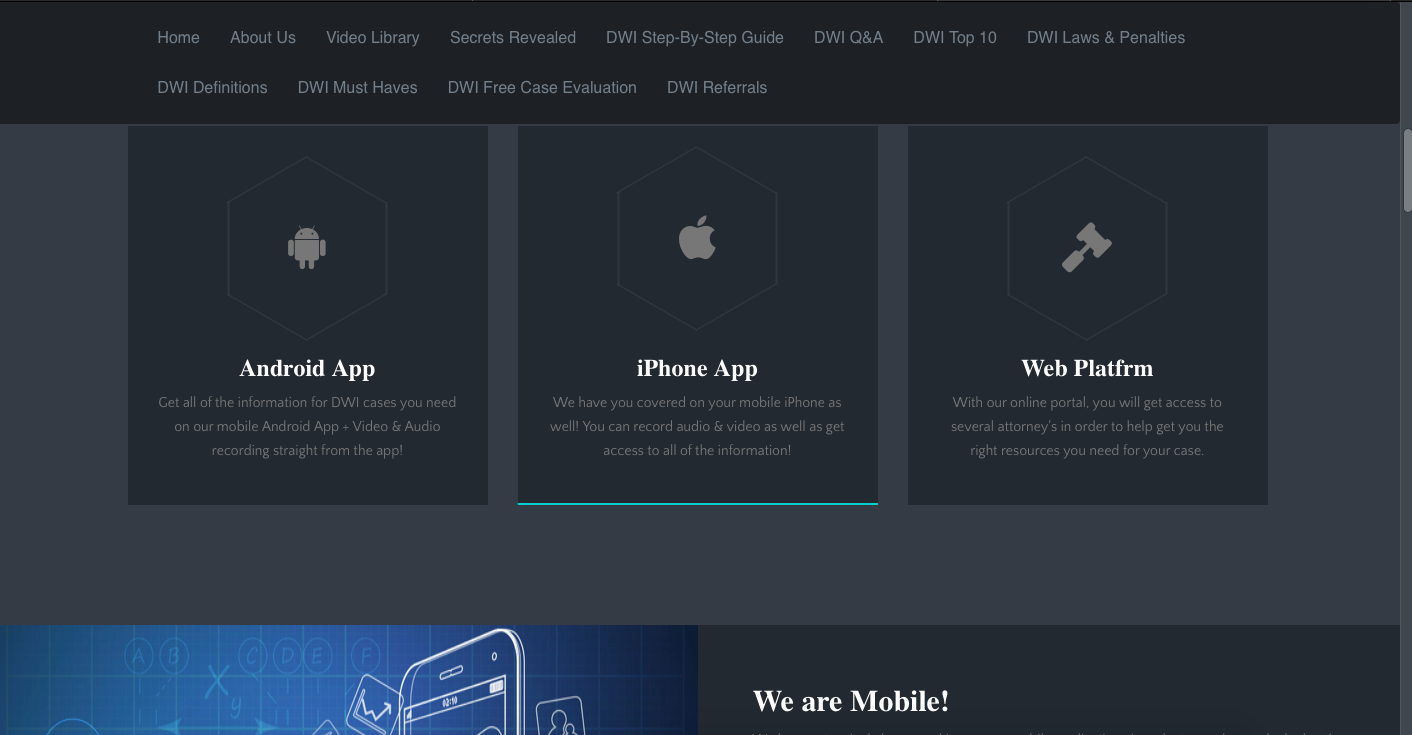 Home About Us Video Library Secrets Revealed DWI Step-By-Step Guide DWI Q&A DWI Top 10 DWI Laws & Penalties
DWI Definitions DWI Must Haves DWI Free Case Evaluation DWI Referrals
Android App
Get all of the information for DWI cases you need
on our mobile Android App + Video & Audio
recording straight from the app!
iPhone App
We have you covered on your mobile iPhone as
well! You can record audio & video as well as get
access to all of the information!
Web Platfrm
With our online portal, you will get access to
several attorney's in order to help get you the
right resources you need for your case.
A B C D E F
X
y
02:10
We are Mobile!